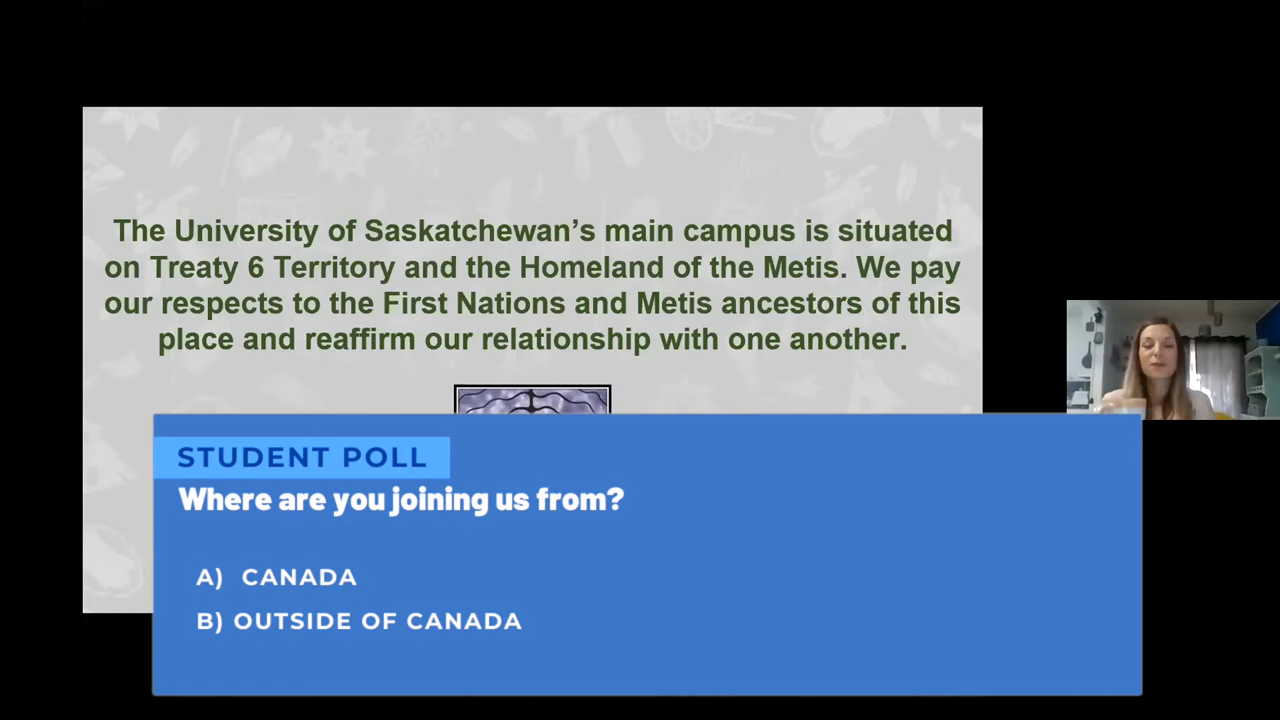 The University of Saskatchewan’s main campus is situated
on Treaty 6 Territory and the Homeland of the Metis. We pay
our respects to the First Nations and Metis ancestors of this
place and reaffirm our relationship with one another.
STUDENT POLL
Where are you joining us from?
A) CANADA
B) OUTSIDE OF CANADA